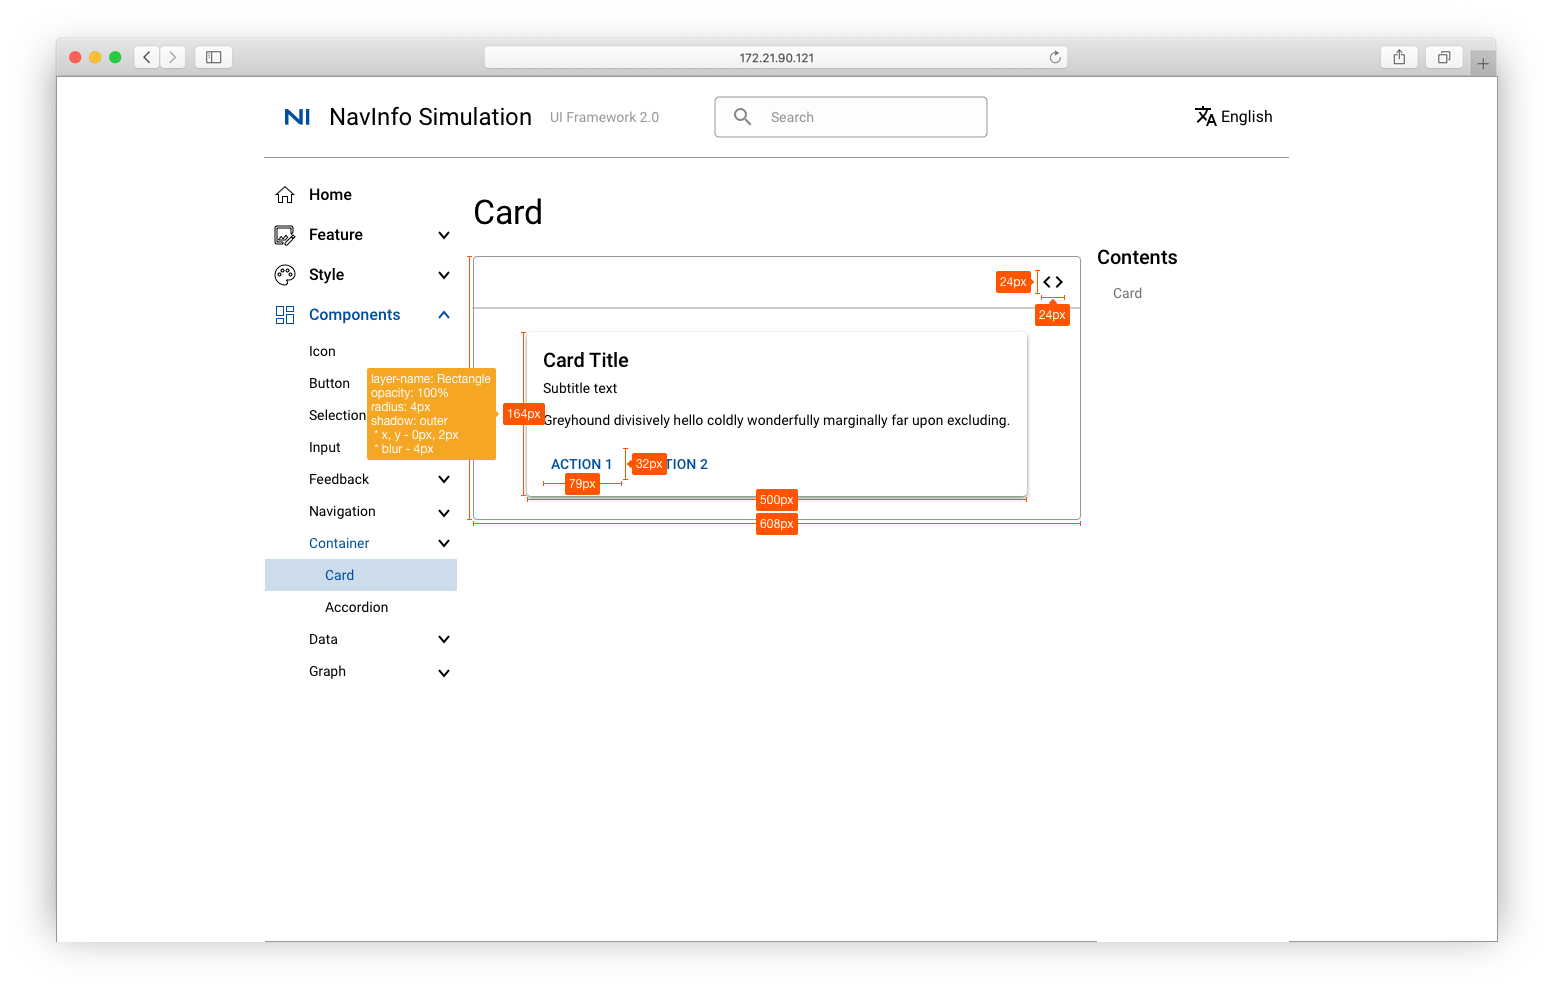 172.21.90.121
NI NavInfo Simulation UI Framework 2.0
Search
English
Home
Feature
Style
Components
Icon
Button
Selection
Input
Feedback
Navigation
Container
Card
Accordion
Data
Graph
layer-name: Rectangle
opacity: 100%
radius: 4px
shadow: outer
* x, y - 0px, 2px
* blur - 4px
Card
24px
24px
Card Title
Subtitle text
164px
Greyhound divisively hello coldly wonderfully marginally far upon excluding.
ACTION 1
32px
TION 2
79px
500px
608px
Contents
Card